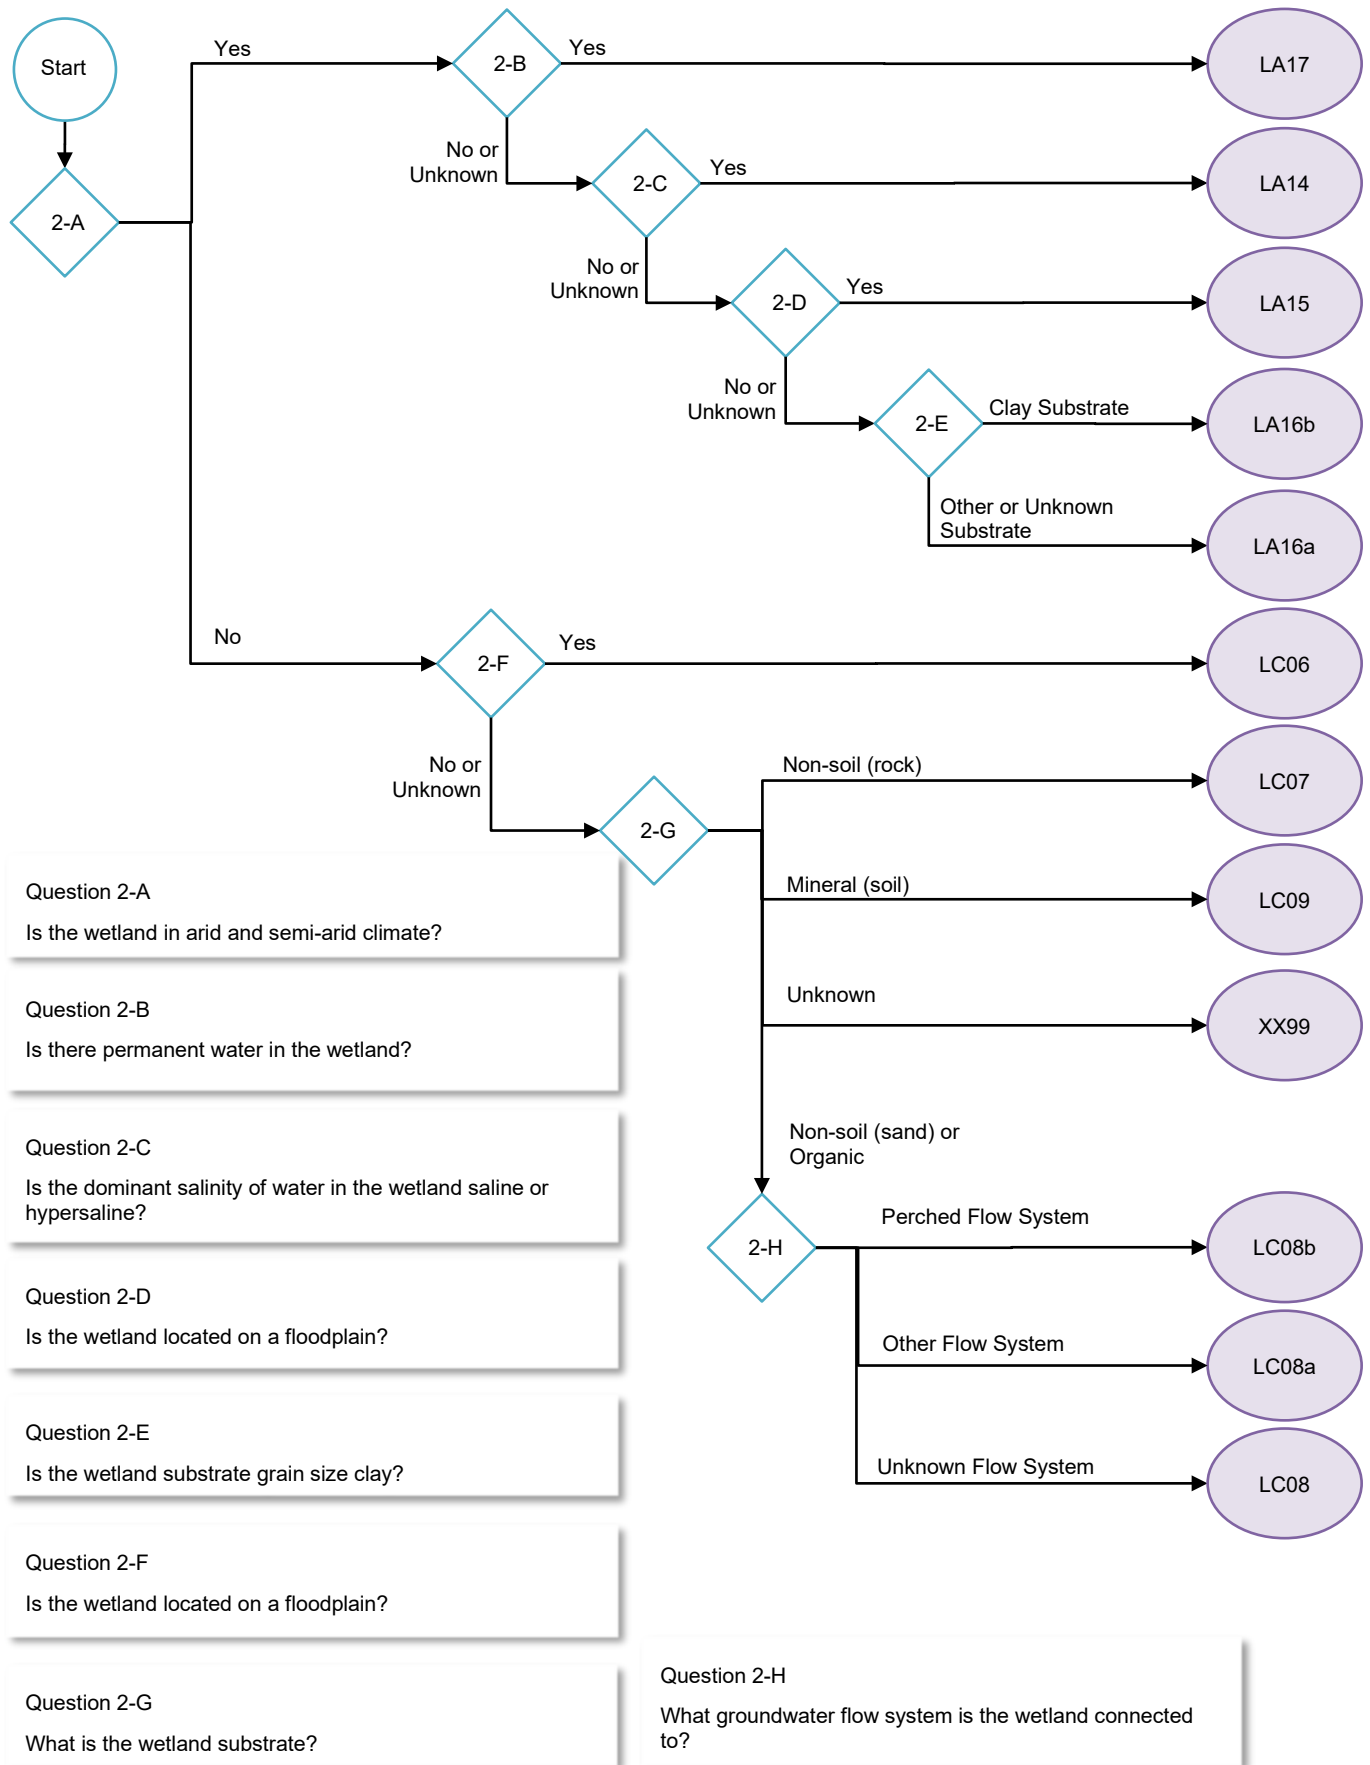 Start
2-A
Yes
2-B
Yes
LA17
No or
Unknown
2-C
Yes
LA14
No or
Unknown
2-D
Yes
LA15
No or
Unknown
2-E
Clay Substrate
LA16b
Other or Unknown
Substrate
LA16a
No
2-F
Yes
LC06
No or
Unknown
2-G
Non-soil (rock)
LC07
Mineral (soil)
LC09
Unknown
XX99
Non-soil (sand) or
Organic
2-H
Perched Flow System
LC08b
Other Flow System
LC08a
Unknown Flow System
LC08
Question 2-A
Is the wetland in arid and semi-arid climate?
Question 2-B
Is there permanent water in the wetland?
Question 2-C
Is the dominant salinity of water in the wetland saline or
hypersaline?
Question 2-D
Is the wetland located on a floodplain?
Question 2-E
Is the wetland substrate grain size clay?
Question 2-F
Is the wetland located on a floodplain?
Question 2-G
What is the wetland substrate?
Question 2-H
What groundwater flow system is the wetland connected
to?